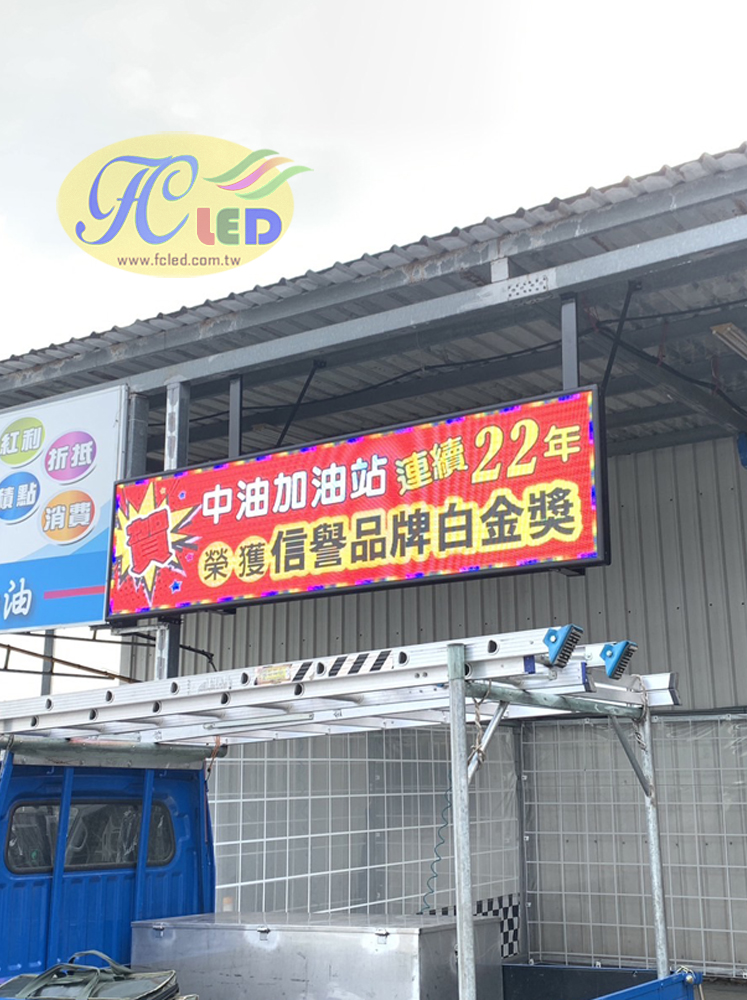 FC LED
www.fcled.com.tw
紅利
折抵
積點
消費
油
賀
中油加油站 連續22年
榮獲信譽品牌白金獎